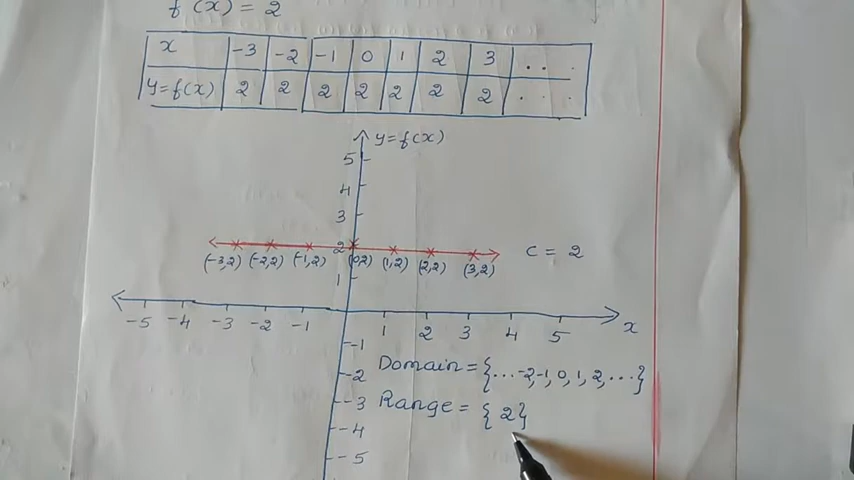 f(x) = 2
x -3 -2 -1 0 1 2 3 . . .
y=f(x) 2 2 2 2 2 2 2 . . .
y=f(x)
5
4
3
2
(-3,2) (-2,2) (-1,2) (0,2) (1,2) (2,2) (3,2)
c = 2
1
-5 -4 -3 -2 -1 1 2 3 4 5 x
-1
-2
-3
-4
-5
Domain = {...-2,-1,0,1,2,...}
Range = {2}